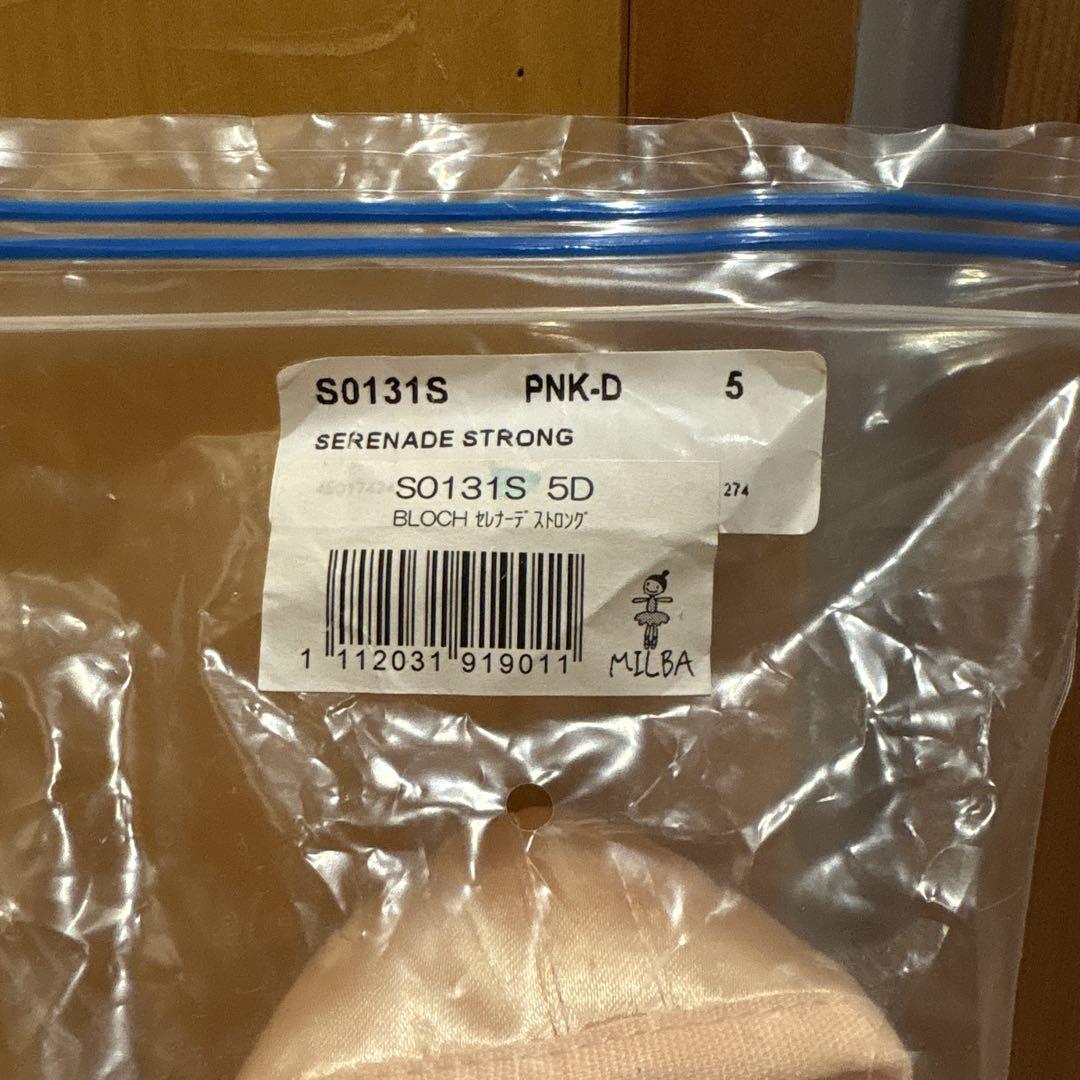 S0131S PNK-D 5
SERENADE STRONG
274
S0131S 5D
BLOCH ｾﾚﾅｰﾃﾞ ｽﾄﾛﾝｸﾞ
1 112031 919011
MILBA